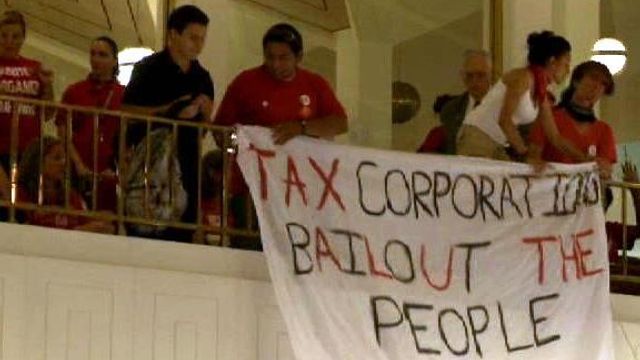 TAX CORPORATIONS
BAILOUT THE
PEOPLE